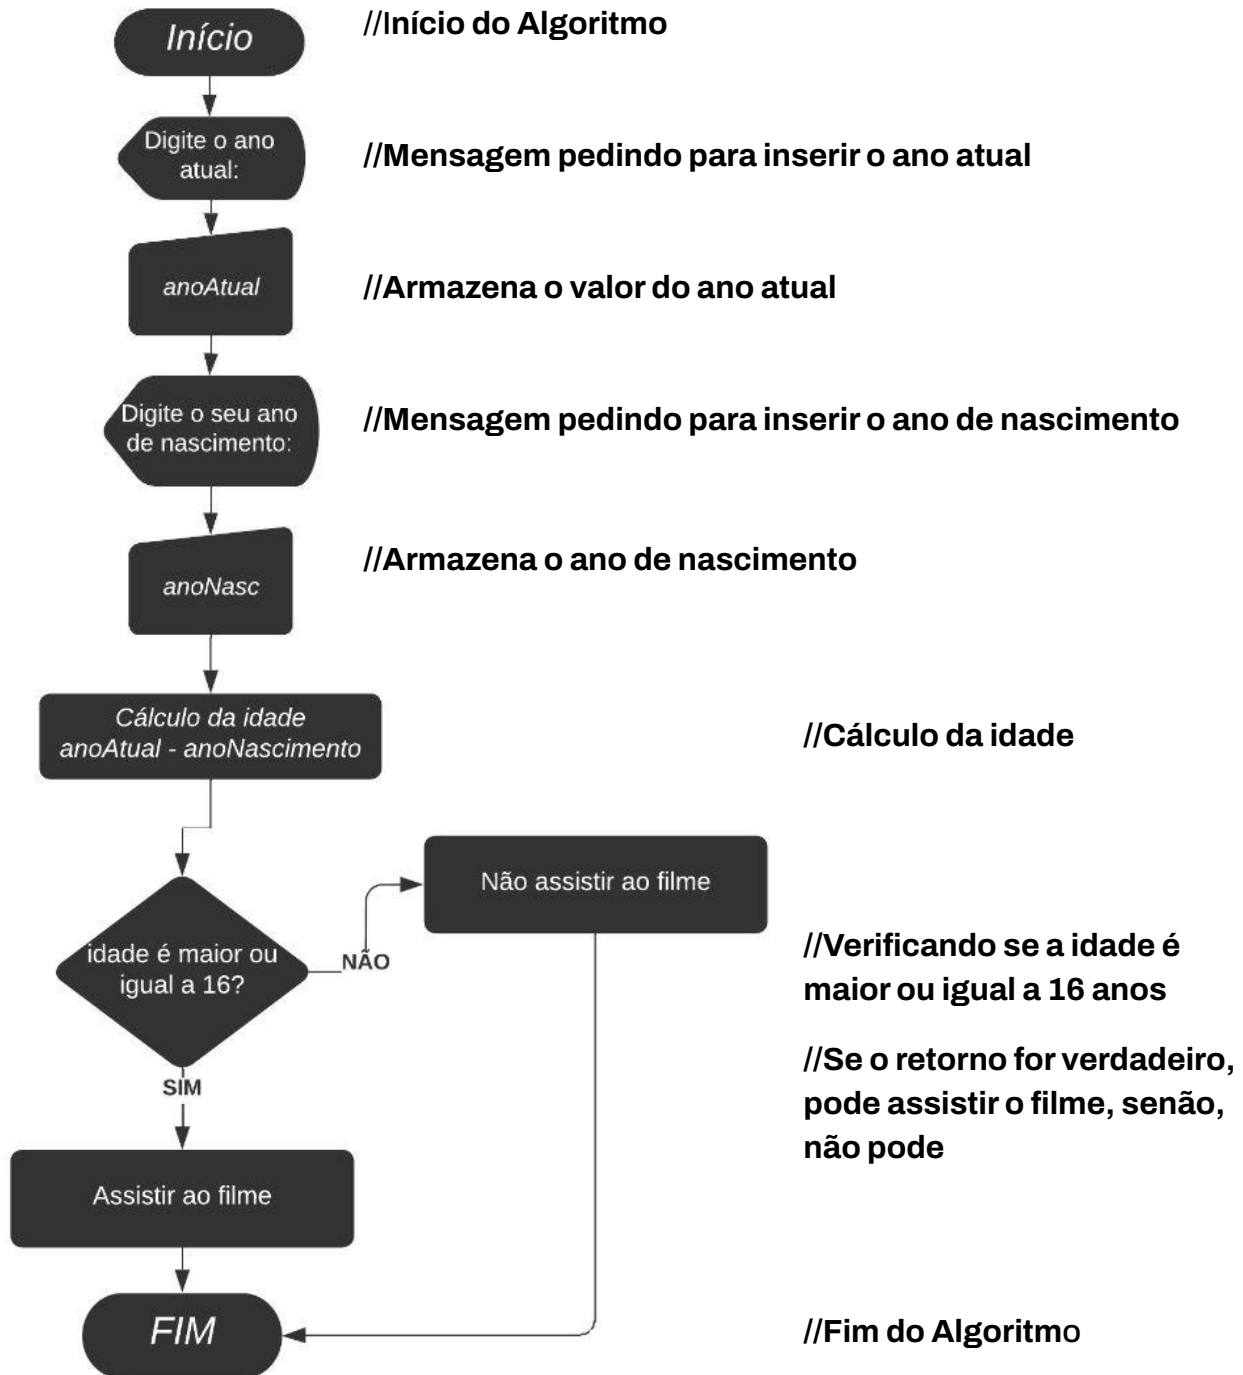 Início
//Início do Algoritmo
Digite o ano
atual:
//Mensagem pedindo para inserir o ano atual
anoAtual
//Armazena o valor do ano atual
Digite o seu ano
de nascimento:
//Mensagem pedindo para inserir o ano de nascimento
anoNasc
//Armazena o ano de nascimento
Cálculo da idade
anoAtual - anoNascimento
//Cálculo da idade
Não assistir ao filme
idade é maior ou
igual a 16?
NÃO
//Verificando se a idade é
maior ou igual a 16 anos
//Se o retorno for verdadeiro,
pode assistir o filme, senão,
não pode
SIM
Assistir ao filme
FIM
//Fim do Algoritmo